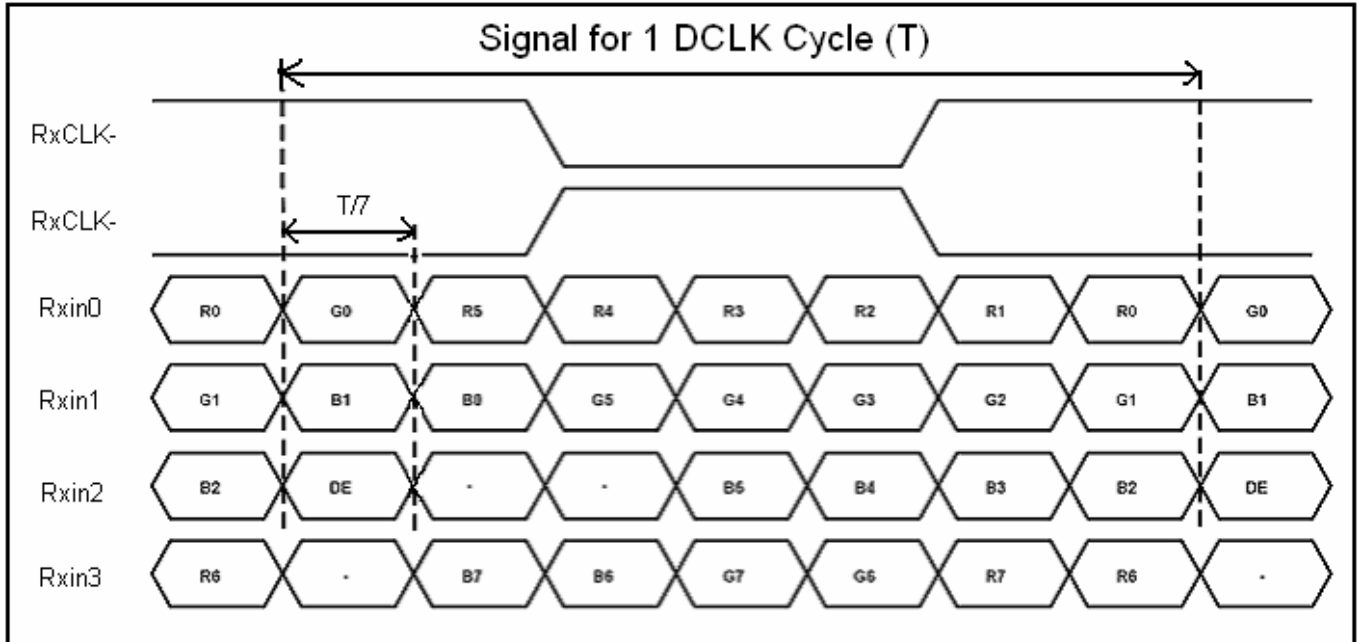 Signal for 1 DCLK Cycle (T)
RxCLK-
T/7
RxCLK-
Rxin0 R0 G0 R5 R4 R3 R2 R1 R0 G0
Rxin1 G1 B1 B0 G5 G4 G3 G2 G1 B1
Rxin2 B2 DE - - B5 B4 B3 B2 DE
Rxin3 R6 - B7 B6 G7 G6 R7 R6 -